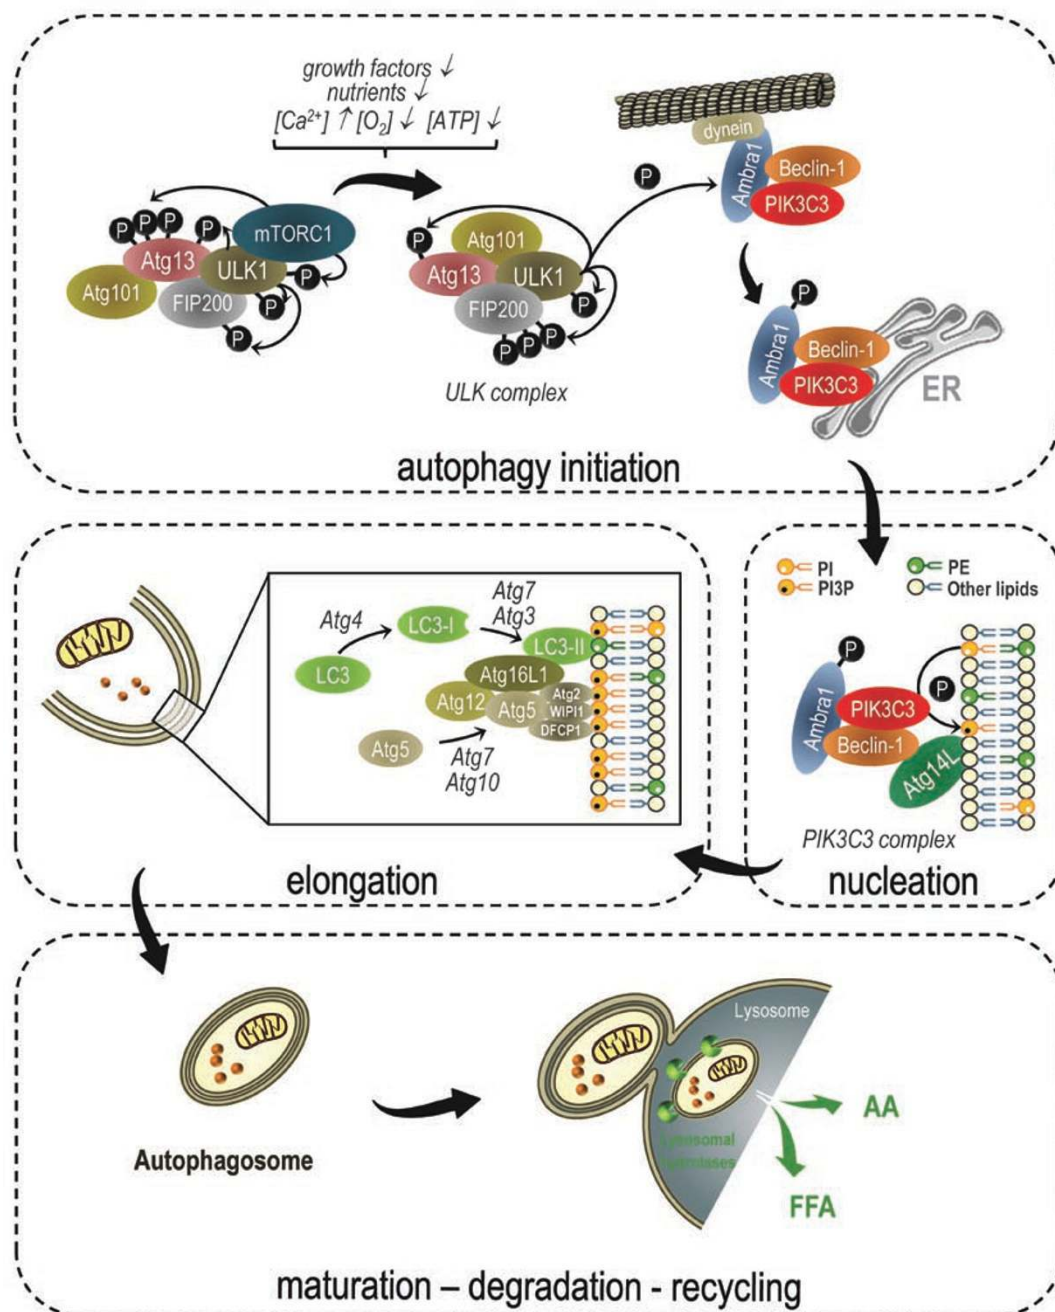 growth factors ↓
nutrients ↓
[Ca²⁺] ↑ [O₂] ↓ [ATP] ↓
P P P P
mTORC1
Atg13
ULK1
P
Atg101
FIP200
P
P
P
Atg101
Atg13
ULK1
P
FIP200
P P P
ULK complex
P
dynein
Ambra1
Beclin-1
PIK3C3
P
Ambra1
Beclin-1
PIK3C3
ER
autophagy initiation
Atg4
LC3
LC3-I
Atg7
Atg3
LC3-II
Atg16L1
Atg12
Atg5
Atg2
WIPI1
DFCP1
Atg5
Atg7
Atg10
elongation
PI
PI3P
PE
Other lipids
P
Ambra1
PIK3C3
Beclin-1
P
Atg14L
PIK3C3 complex
nucleation
Autophagosome
Lysosome
Lysosomal
hydrolases
AA
FFA
maturation – degradation - recycling